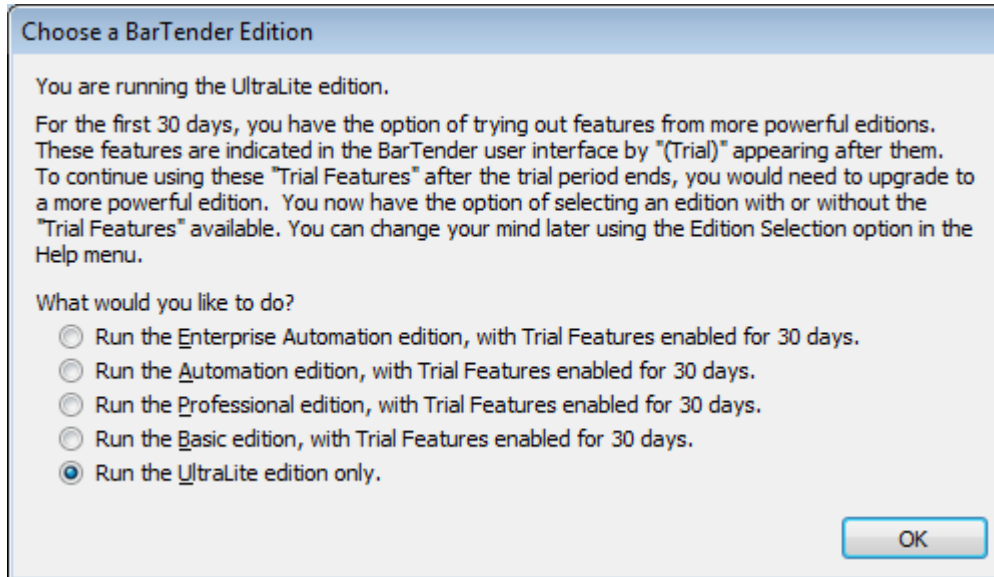 Choose a BarTender Edition
You are running the UltraLite edition.
For the first 30 days, you have the option of trying out features from more powerful editions.
These features are indicated in the BarTender user interface by "(Trial)" appearing after them.
To continue using these "Trial Features" after the trial period ends, you would need to upgrade to
a more powerful edition.  You now have the option of selecting an edition with or without the
"Trial Features" available. You can change your mind later using the Edition Selection option in the
Help menu.
What would you like to do?
Run the Enterprise Automation edition, with Trial Features enabled for 30 days.
Run the Automation edition, with Trial Features enabled for 30 days.
Run the Professional edition, with Trial Features enabled for 30 days.
Run the Basic edition, with Trial Features enabled for 30 days.
Run the UltraLite edition only.
OK